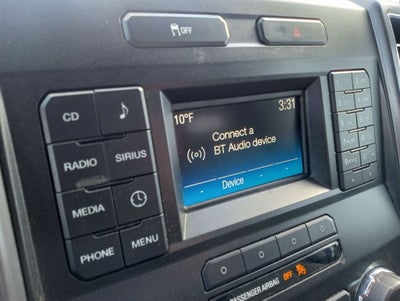 OFF
CD
RADIO SIRIUS
MEDIA
PHONE MENU
10°F 3:31
Connect a
BT Audio device
Device
PASSENGER AIRBAG OFF